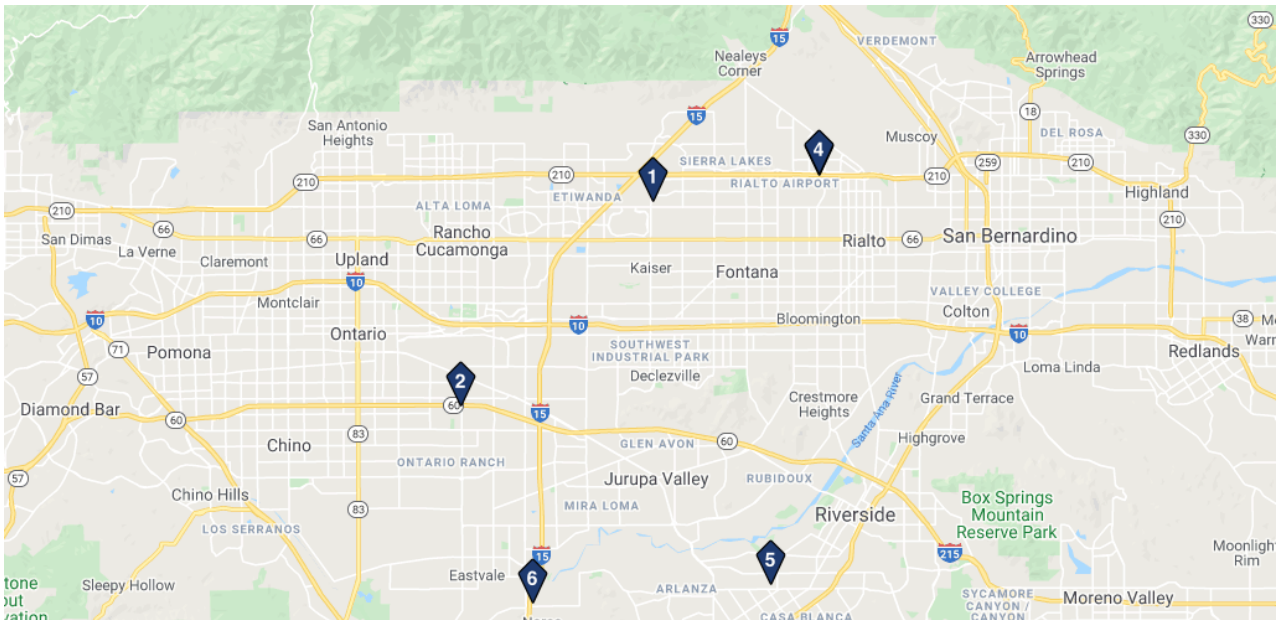 330
15
VERDEMONT
Nealeys
Corner
Arrowhead
Springs
15
18
San Antonio
Heights
Muscoy
DEL ROSA
330
4
SIERRA LAKES
259
210
210
210
1
RIALTO AIRPORT
210
Highland
ETIWANDA
210
ALTA LOMA
210
66
66
Rancho
Cucamonga
Rialto
66
San Bernardino
San Dimas
La Verne
Claremont
Upland
Kaiser
Fontana
10
Montclair
VALLEY COLLEGE
Colton
10
10
Bloomington
10
38
Ontario
71
Pomona
SOUTHWEST
INDUSTRIAL PARK
Declezville
Redlands
Loma Linda
57
2
60
Crestmore
Heights
Santa Ana River
Grand Terrace
Diamond Bar
60
15
83
Chino
GLEN AVON
60
Highgrove
ONTARIO RANCH
57
Jurupa Valley
RUBIDOUX
Chino Hills
83
MIRA LOMA
Riverside
Box Springs
Mountain
Reserve Park
LOS SERRANOS
15
5
215
Moonlight
Rim
Sleepy Hollow
Eastvale
6
ARLANZA
SYCAMORE
CANYON /
CANYON
Moreno Valley
CASA BLANCA